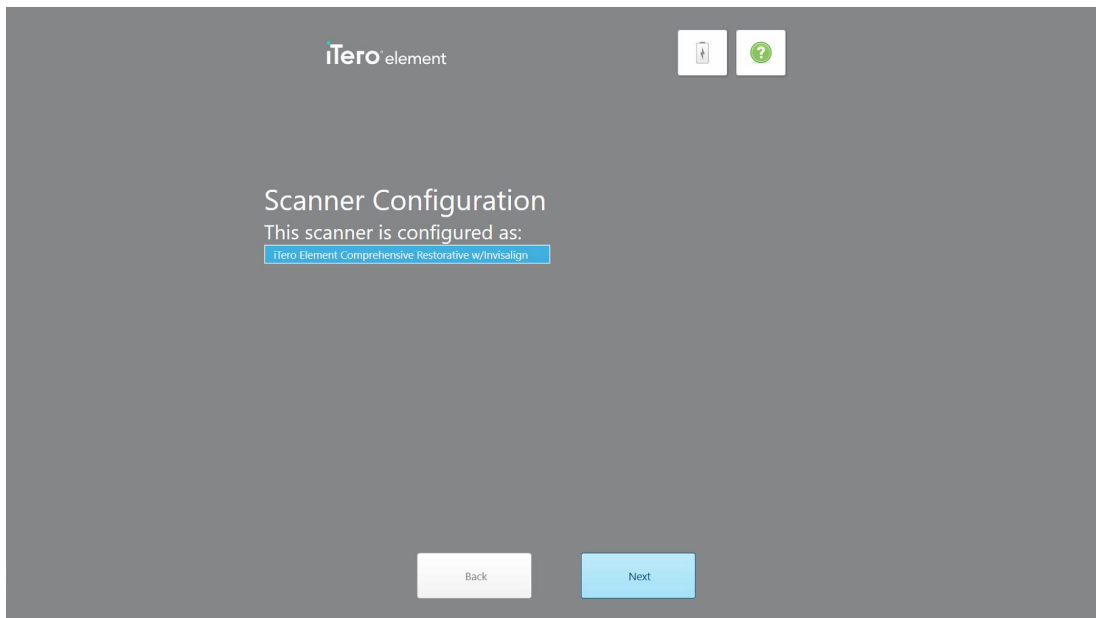 iTero element
?
Scanner Configuration
This scanner is configured as:
iTero Element Comprehensive Restorative w/Invisalign
Back
Next